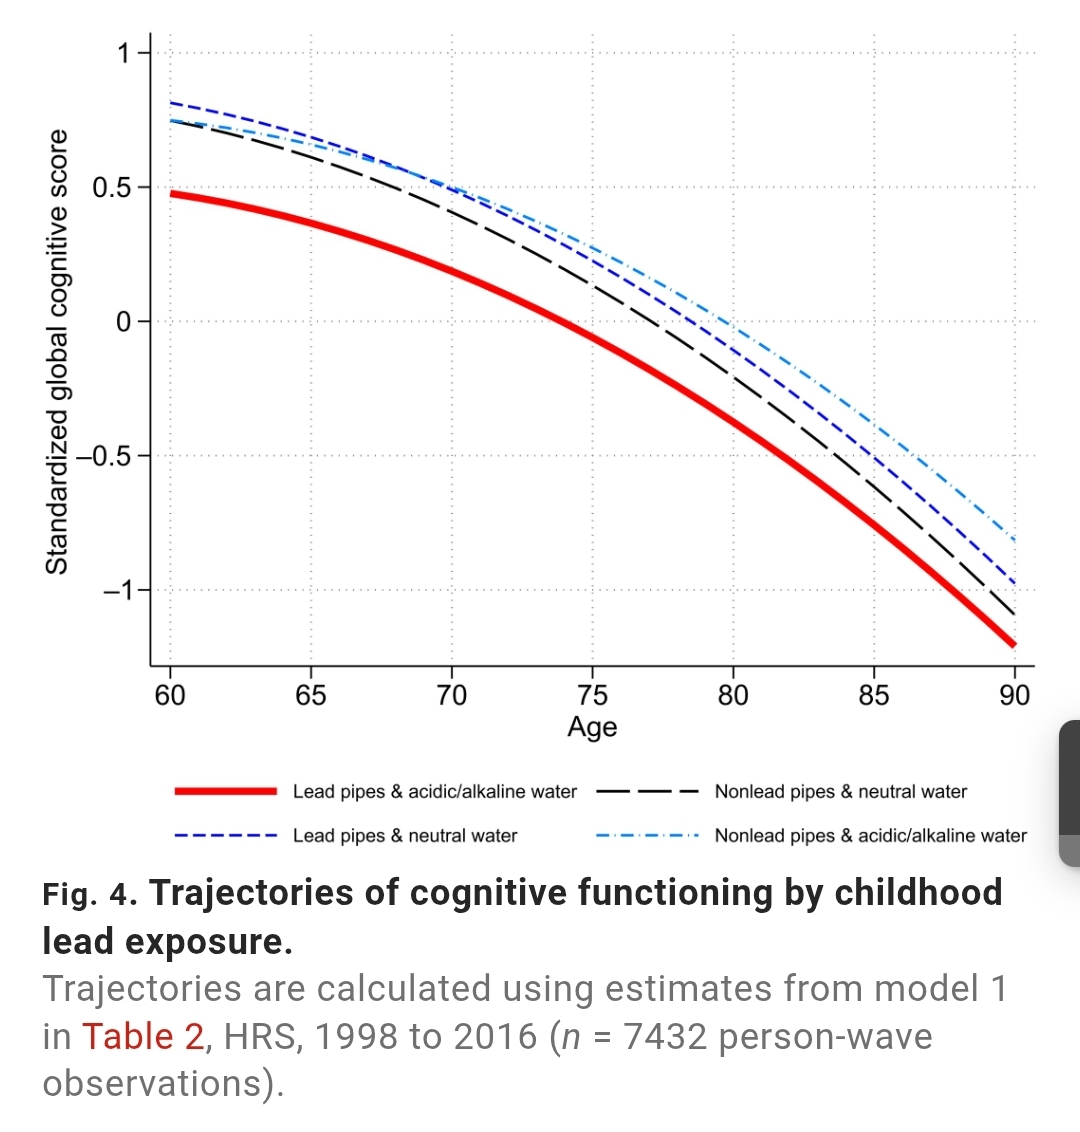 Standardized global cognitive score
1
0.5
0
–0.5
–1
60 65 70 75 80 85 90
Age
Lead pipes & acidic/alkaline water
Nonlead pipes & neutral water
Lead pipes & neutral water
Nonlead pipes & acidic/alkaline water
Fig. 4. Trajectories of cognitive functioning by childhood
lead exposure.
Trajectories are calculated using estimates from model 1
in Table 2, HRS, 1998 to 2016 (n = 7432 person-wave
observations).